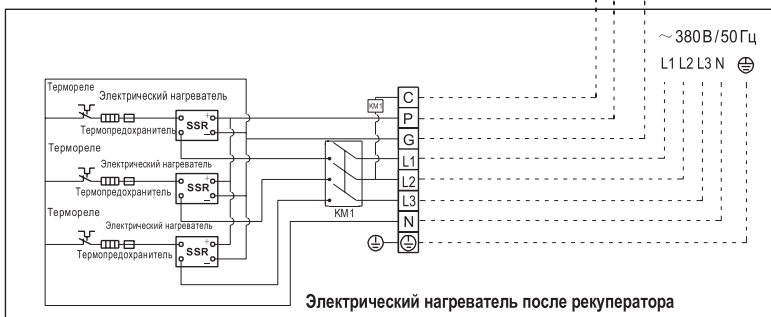 ~380В/50Гц
L1 L2 L3 N
Термореле
Электрический нагреватель
KM1
C
SSR
+
−
P
Термопредохранитель
G
Термореле
Электрический нагреватель
L1
SSR
+
−
L2
Термопредохранитель
L3
Термореле
KM1
Электрический нагреватель
N
SSR
+
−
Термопредохранитель
Электрический нагреватель после рекуператора